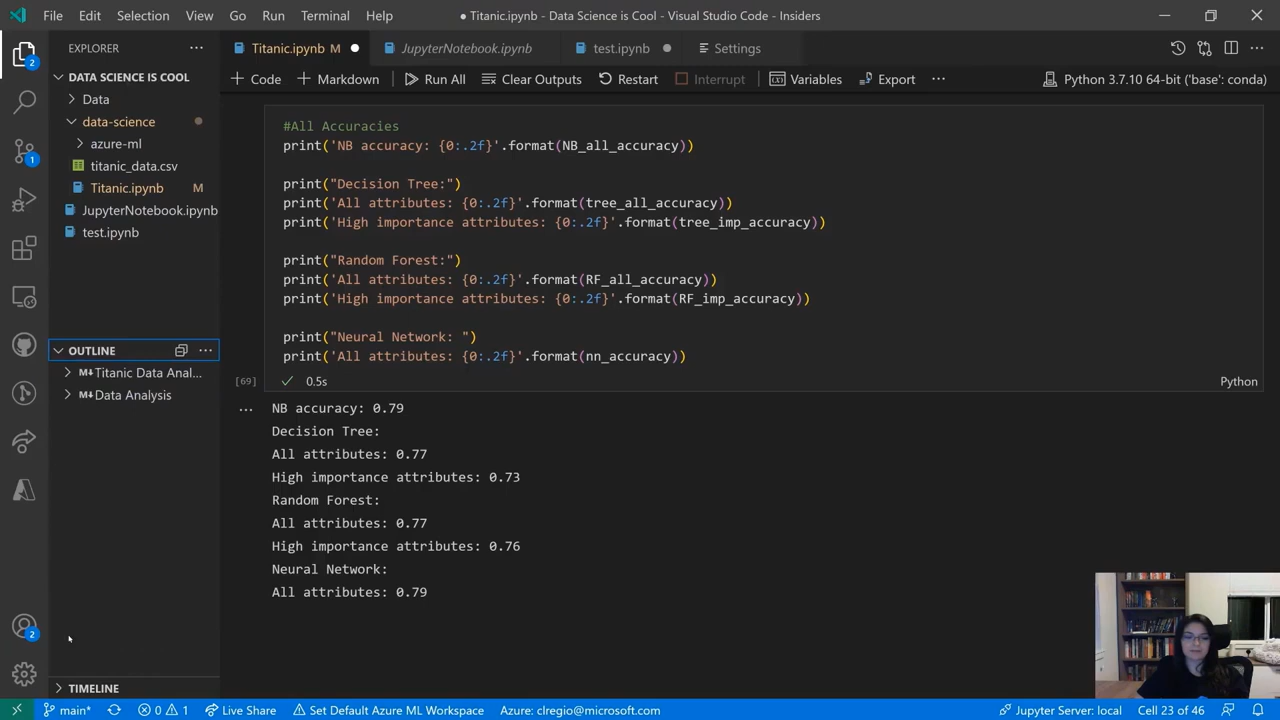 File Edit Selection View Go Run Terminal Help
Titanic.ipynb - Data Science is Cool - Visual Studio Code - Insiders
EXPLORER
Titanic.ipynb M
JupyterNotebook.ipynb
test.ipynb
Settings
DATA SCIENCE IS COOL
Code Markdown Run All Clear Outputs Restart Interrupt Variables Export
Python 3.7.10 64-bit ('base': conda)
Data
data-science
azure-ml
titanic_data.csv
Titanic.ipynb M
JupyterNotebook.ipynb
test.ipynb
OUTLINE
Titanic Data Anal...
Data Analysis
TIMELINE
2
1
2
#All Accuracies
print('NB accuracy: {0:.2f}'.format(NB_all_accuracy))
print("Decision Tree:")
print('All attributes: {0:.2f}'.format(tree_all_accuracy))
print('High importance attributes: {0:.2f}'.format(tree_imp_accuracy))
print("Random Forest:")
print('All attributes: {0:.2f}'.format(RF_all_accuracy))
print('High importance attributes: {0:.2f}'.format(RF_imp_accuracy))
print("Neural Network: ")
print('All attributes: {0:.2f}'.format(nn_accuracy))
[69] 0.5s Python
NB accuracy: 0.79
Decision Tree:
All attributes: 0.77
High importance attributes: 0.73
Random Forest:
All attributes: 0.77
High importance attributes: 0.76
Neural Network:
All attributes: 0.79
main* 0 1 Live Share Set Default Azure ML Workspace Azure: clregio@microsoft.com Jupyter Server: local Cell 23 of 46